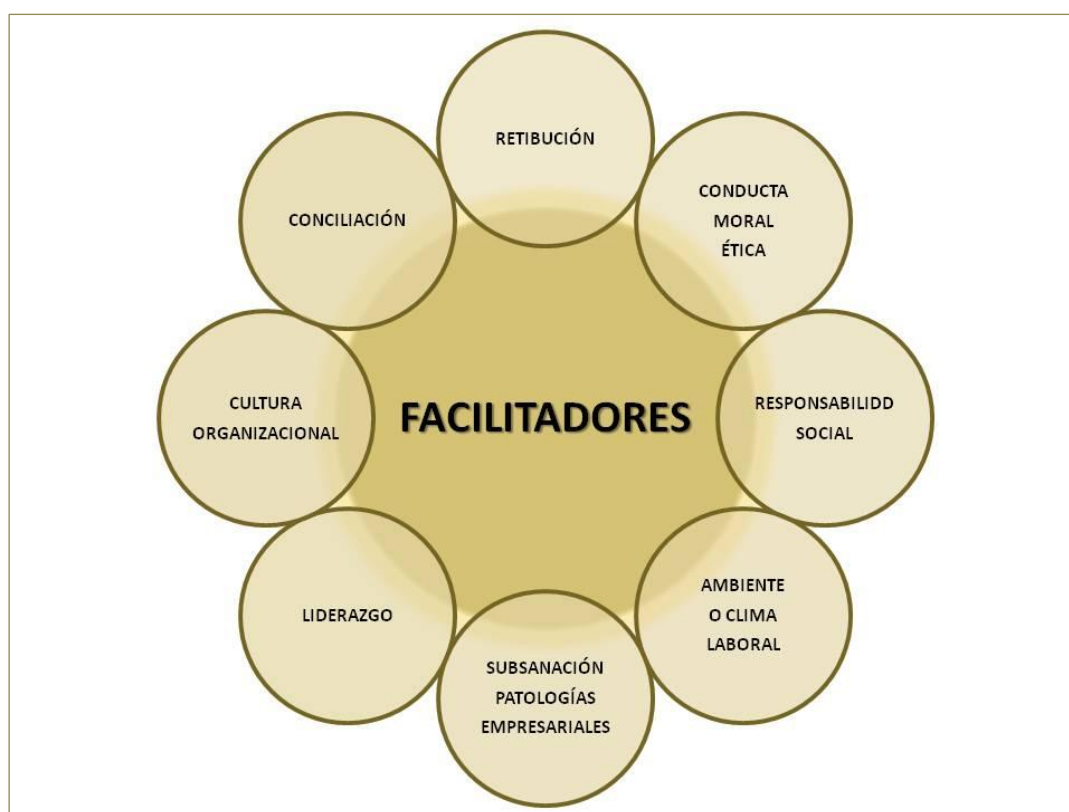 RETIBUCIÓN
CONDUCTA
MORAL
ÉTICA
RESPONSABILIDD
SOCIAL
AMBIENTE
O CLIMA
LABORAL
SUBSANACIÓN
PATOLOGÍAS
EMPRESARIALES
LIDERAZGO
CULTURA
ORGANIZACIONAL
CONCILIACIÓN
FACILITADORES